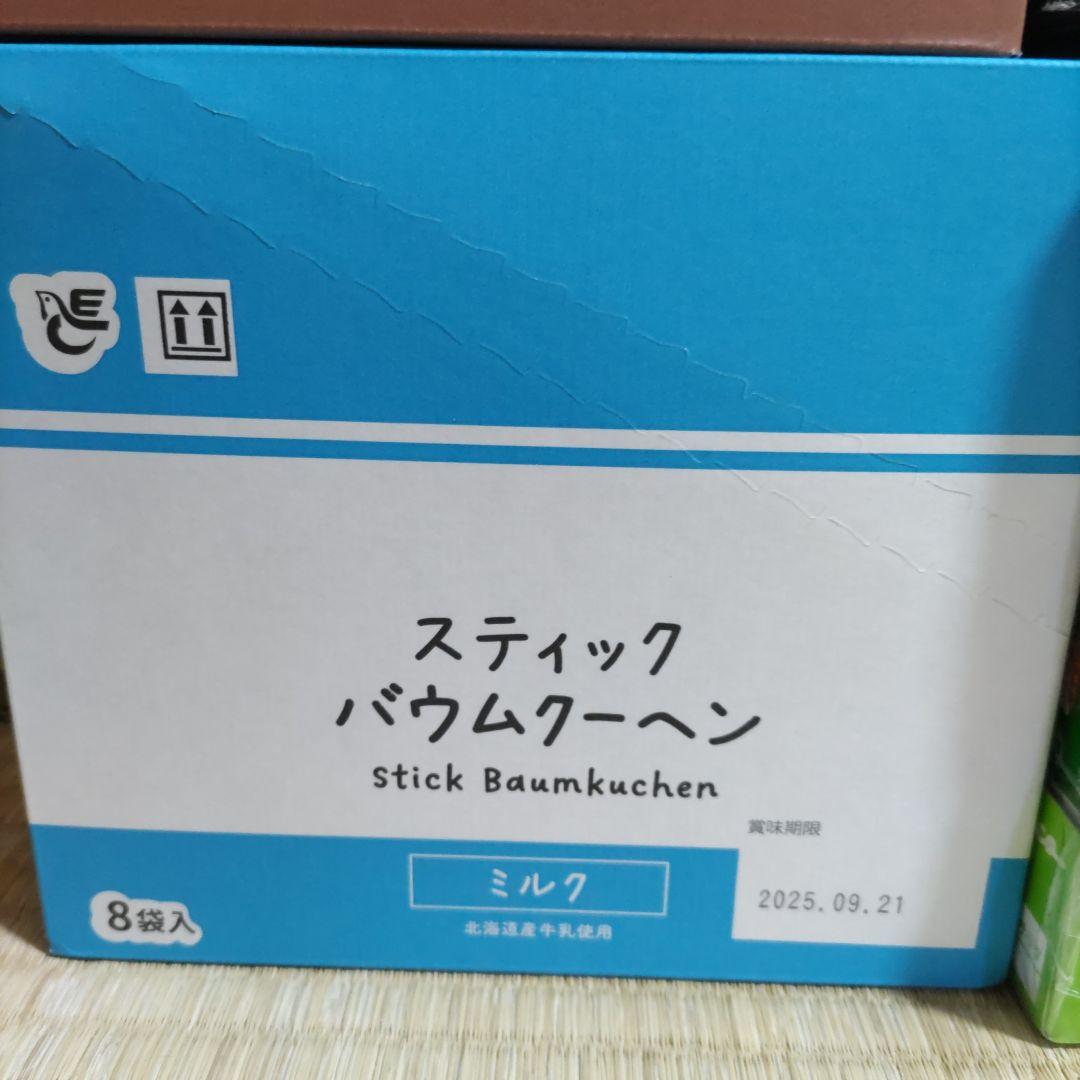 スティック
バウムクーヘン
stick Baumkuchen
賞味期限
2025.09.21
ミルク
北海道産牛乳使用
8袋入